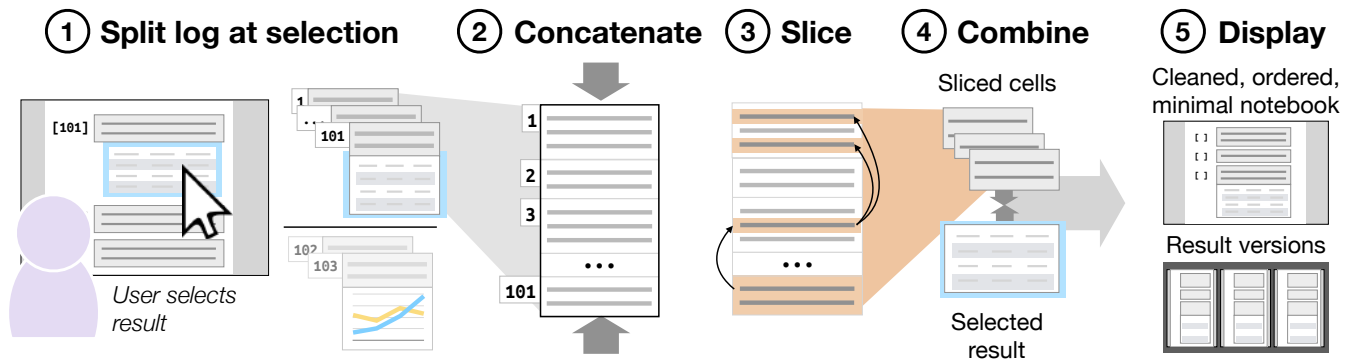 1 Split log at selection
2 Concatenate
3 Slice
4 Combine
5 Display
[101]
User selects
result
1
...
101
102
103
1
2
3
...
101
...
Sliced cells
Selected
result
Cleaned, ordered,
minimal notebook
[ ]
[ ]
[ ]
Result versions